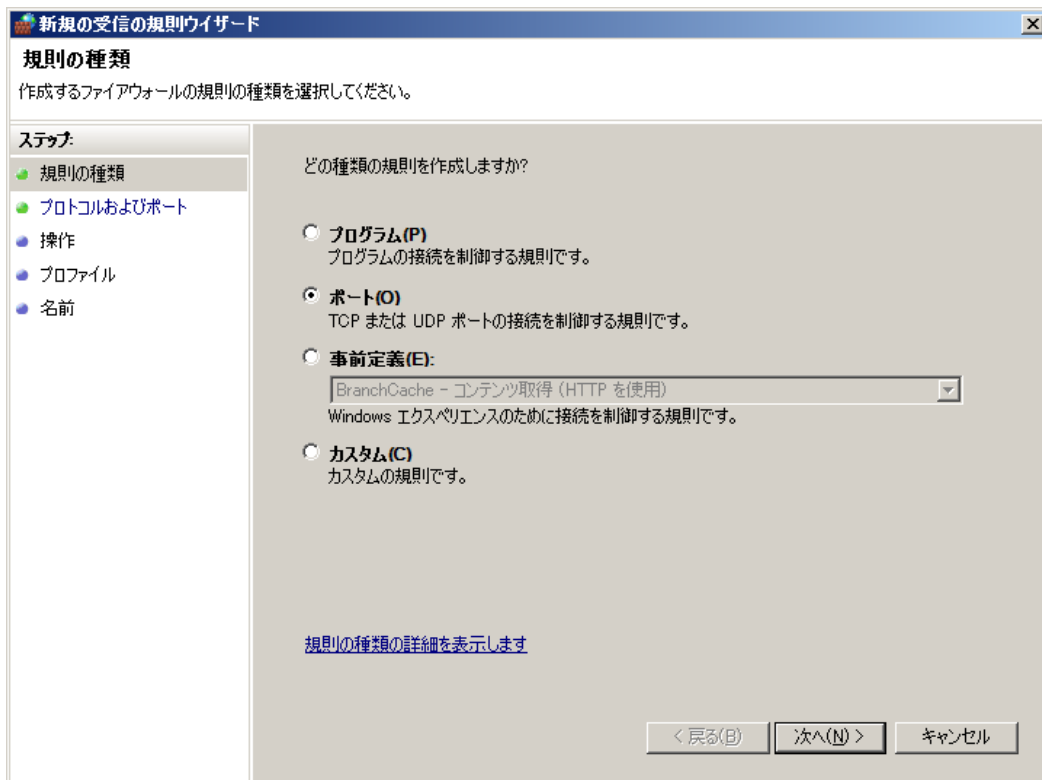 新規の受信の規則ウィザード
規則の種類
作成するファイアウォールの規則の種類を選択してください。
ステップ:
規則の種類
プロトコルおよびポート
操作
プロファイル
名前
どの種類の規則を作成しますか?
プログラム(P)
プログラムの接続を制御する規則です。
ポート(O)
TCP または UDP ポートの接続を制御する規則です。
事前定義(E):
BranchCache - コンテンツ取得 (HTTP を使用)
Windows エクスペリエンスのために接続を制御する規則です。
カスタム(C)
カスタムの規則です。
規則の種類の詳細を表示します
< 戻る(B) 次へ(N) > キャンセル